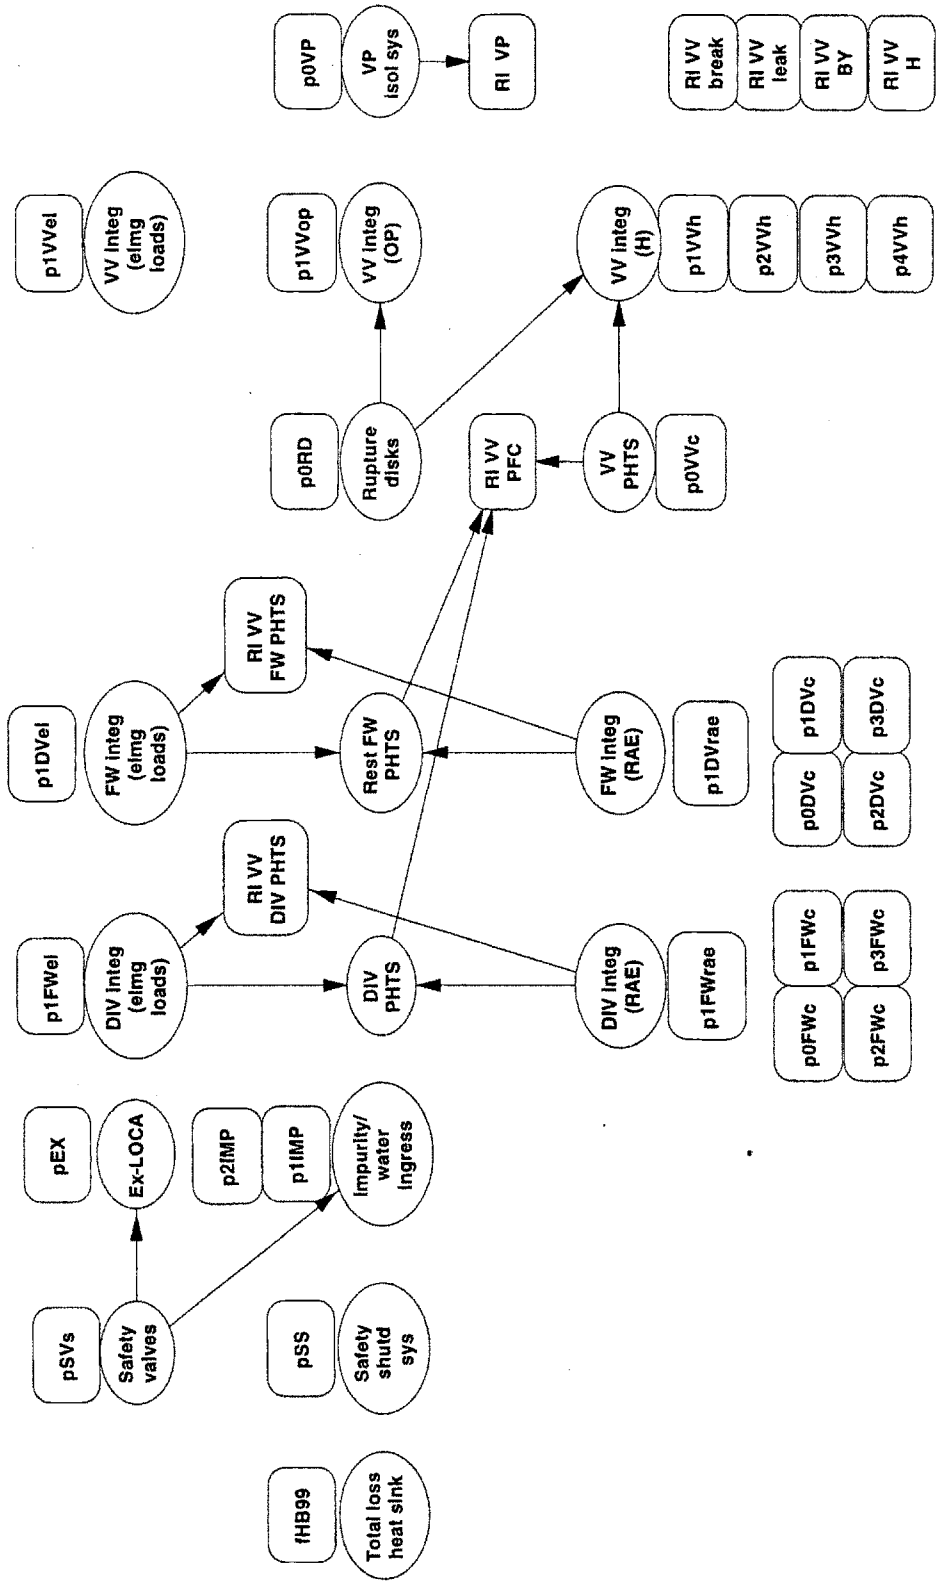 pSVs
pEX
p1FWel
p1DVel
p1VVel
Safety
valves
Ex-LOCA
DIV integ
(elmg
loads)
FW integ
(elmg
loads)
VV integ
(elmg
loads)
p2IMP
RI VV
DIV PHTS
RI VV
FW PHTS
fHB99
pSS
p1IMP
p0RD
p1VVop
p0VP
Total loss
heat sink
Safety
shutd
sys
Impurity/
water
ingress
DIV
PHTS
Rest FW
PHTS
Rupture
disks
VV integ
(OP)
VP
isol sys
RI VV
PFC
RI VP
DIV integ
(RAE)
FW integ
(RAE)
VV
PHTS
VV integ
(H)
p1FWrae
p1DVrae
p0VVc
p1VVh
RI VV
break
p2VVh
RI VV
leak
p0FWc
p1FWc
p0DVc
p1DVc
p3VVh
RI VV
BY
p2FWc
p3FWc
p2DVc
p3DVc
p4VVh
RI VV
H